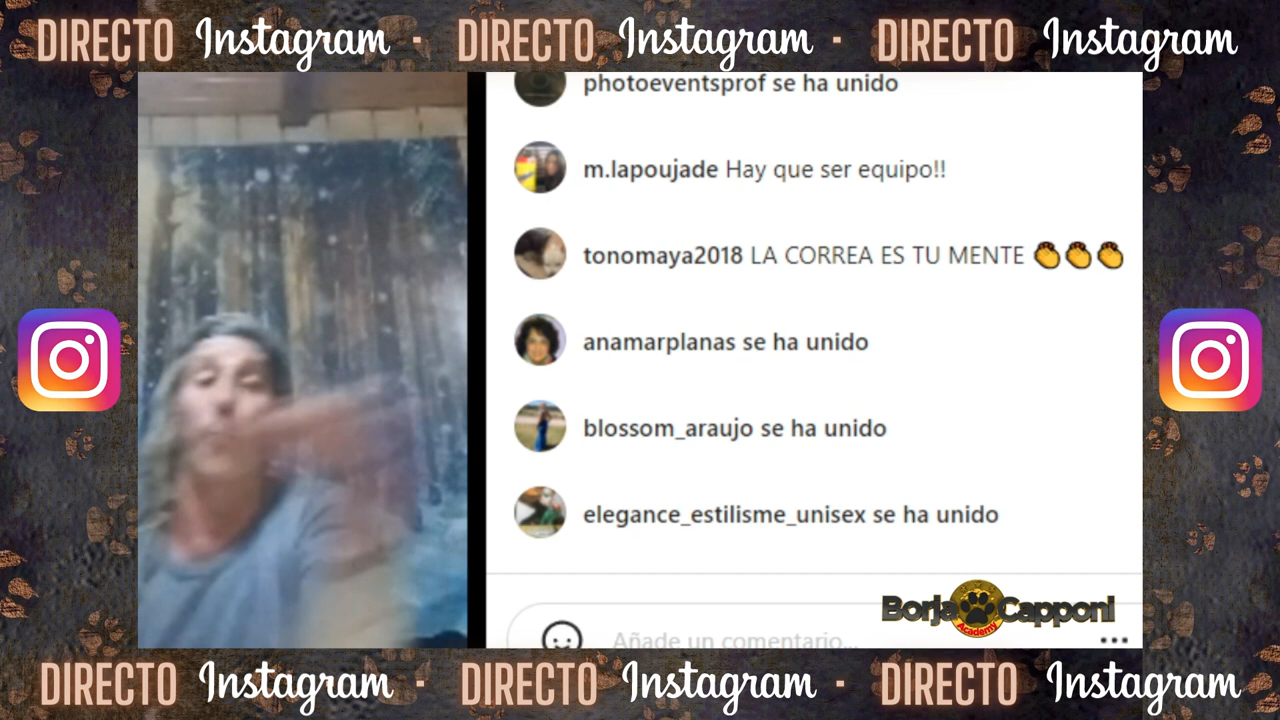 DIRECTO Instagram · DIRECTO Instagram · DIRECTO Instagram
photoeventsprof se ha unido
m.lapoujade Hay que ser equipo!!
tonomaya2018 LA CORREA ES TU MENTE 👏👏👏
anamarplanas se ha unido
blossom_araujo se ha unido
elegance_estilisme_unisex se ha unido
Borja Capponi
Academy
Añade un comentario...
DIRECTO Instagram · DIRECTO Instagram · DIRECTO Instagram